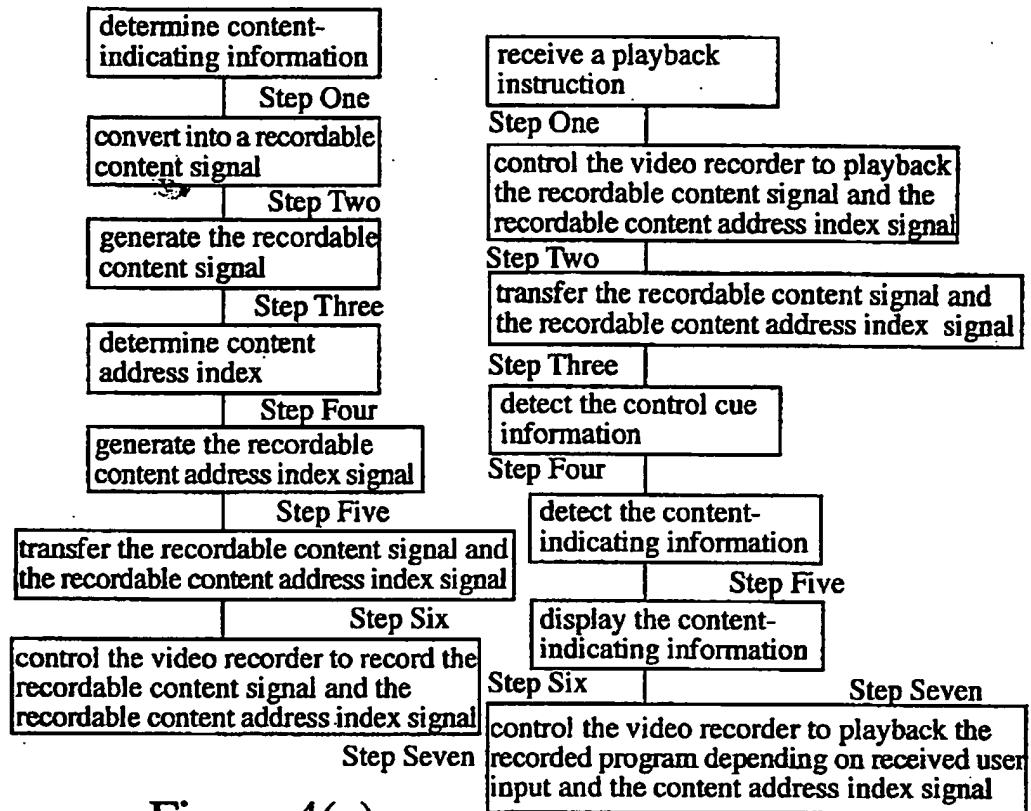 determine content-
indicating information
Step One
convert into a recordable
content signal
Step Two
generate the recordable
content signal
Step Three
determine content
address index
Step Four
generate the recordable
content address index signal
Step Five
transfer the recordable content signal and
the recordable content address index signal
Step Six
control the video recorder to record the
recordable content signal and the
recordable content address index signal
Step Seven
receive a playback
instruction
Step One
control the video recorder to playback
the recordable content signal and the
recordable content address index signal
Step Two
transfer the recordable content signal and
the recordable content address index signal
Step Three
detect the control cue
information
Step Four
detect the content-
indicating information
Step Five
display the content-
indicating information
Step Six
Step Seven
control the video recorder to playback the
recorded program depending on received user
input and the content address index signal